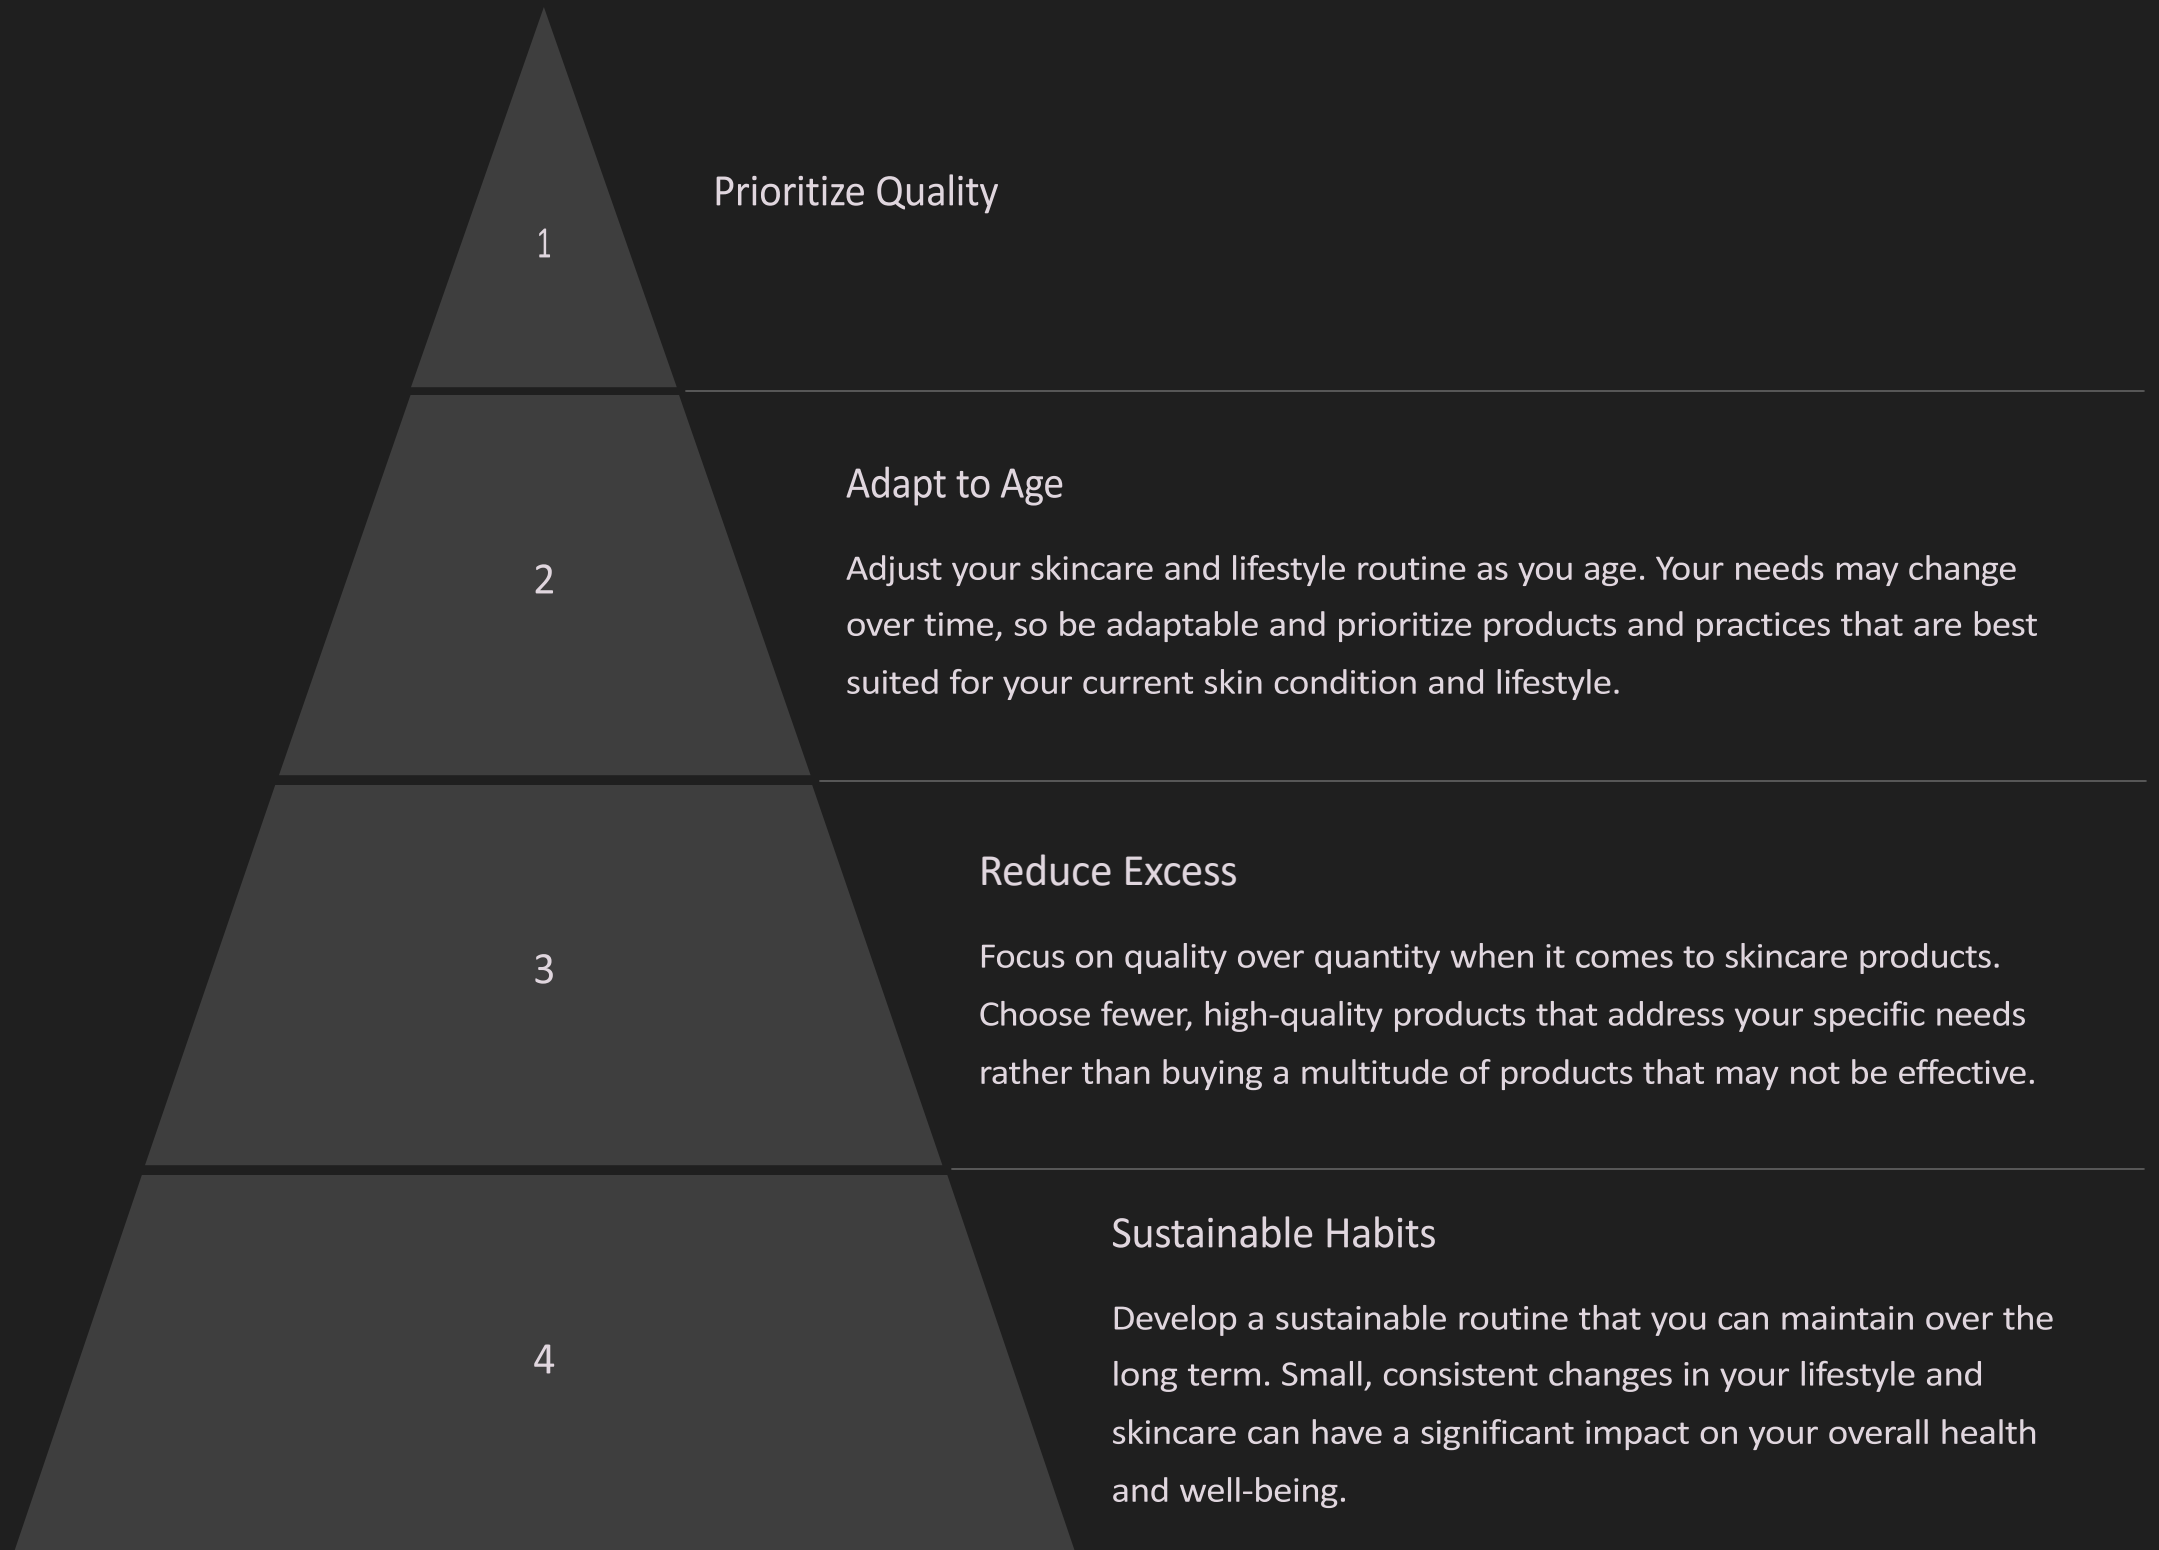 1
Prioritize Quality
2
Adapt to Age
Adjust your skincare and lifestyle routine as you age. Your needs may change
over time, so be adaptable and prioritize products and practices that are best
suited for your current skin condition and lifestyle.
3
Reduce Excess
Focus on quality over quantity when it comes to skincare products.
Choose fewer, high-quality products that address your specific needs
rather than buying a multitude of products that may not be effective.
4
Sustainable Habits
Develop a sustainable routine that you can maintain over the
long term. Small, consistent changes in your lifestyle and
skincare can have a significant impact on your overall health
and well-being.